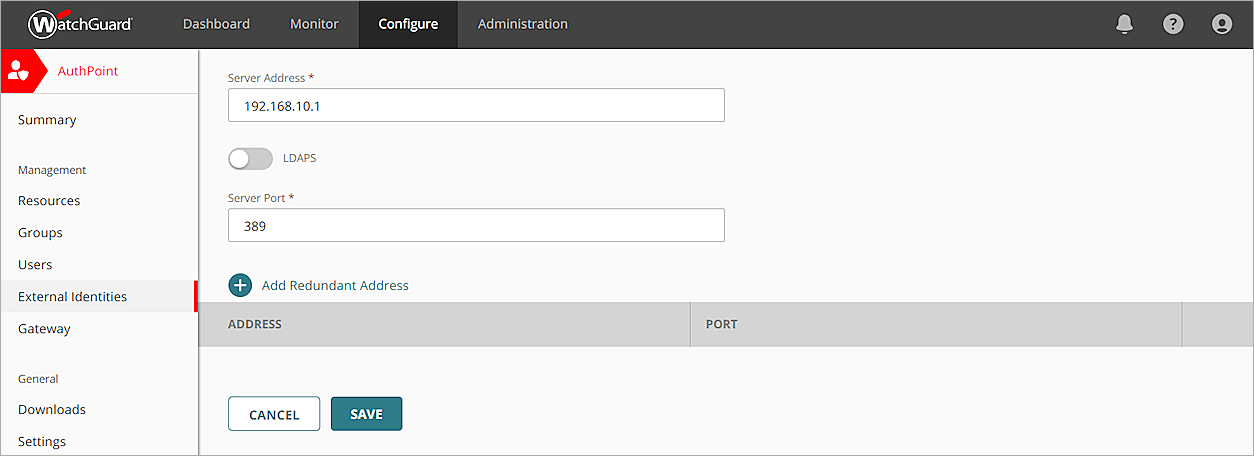 WatchGuard Dashboard Monitor Configure Administration
AuthPoint
Summary
Management
Resources
Groups
Users
External Identities
Gateway
General
Downloads
Settings
Server Address *
192.168.10.1
LDAPS
Server Port *
389
Add Redundant Address
ADDRESS PORT
CANCEL SAVE